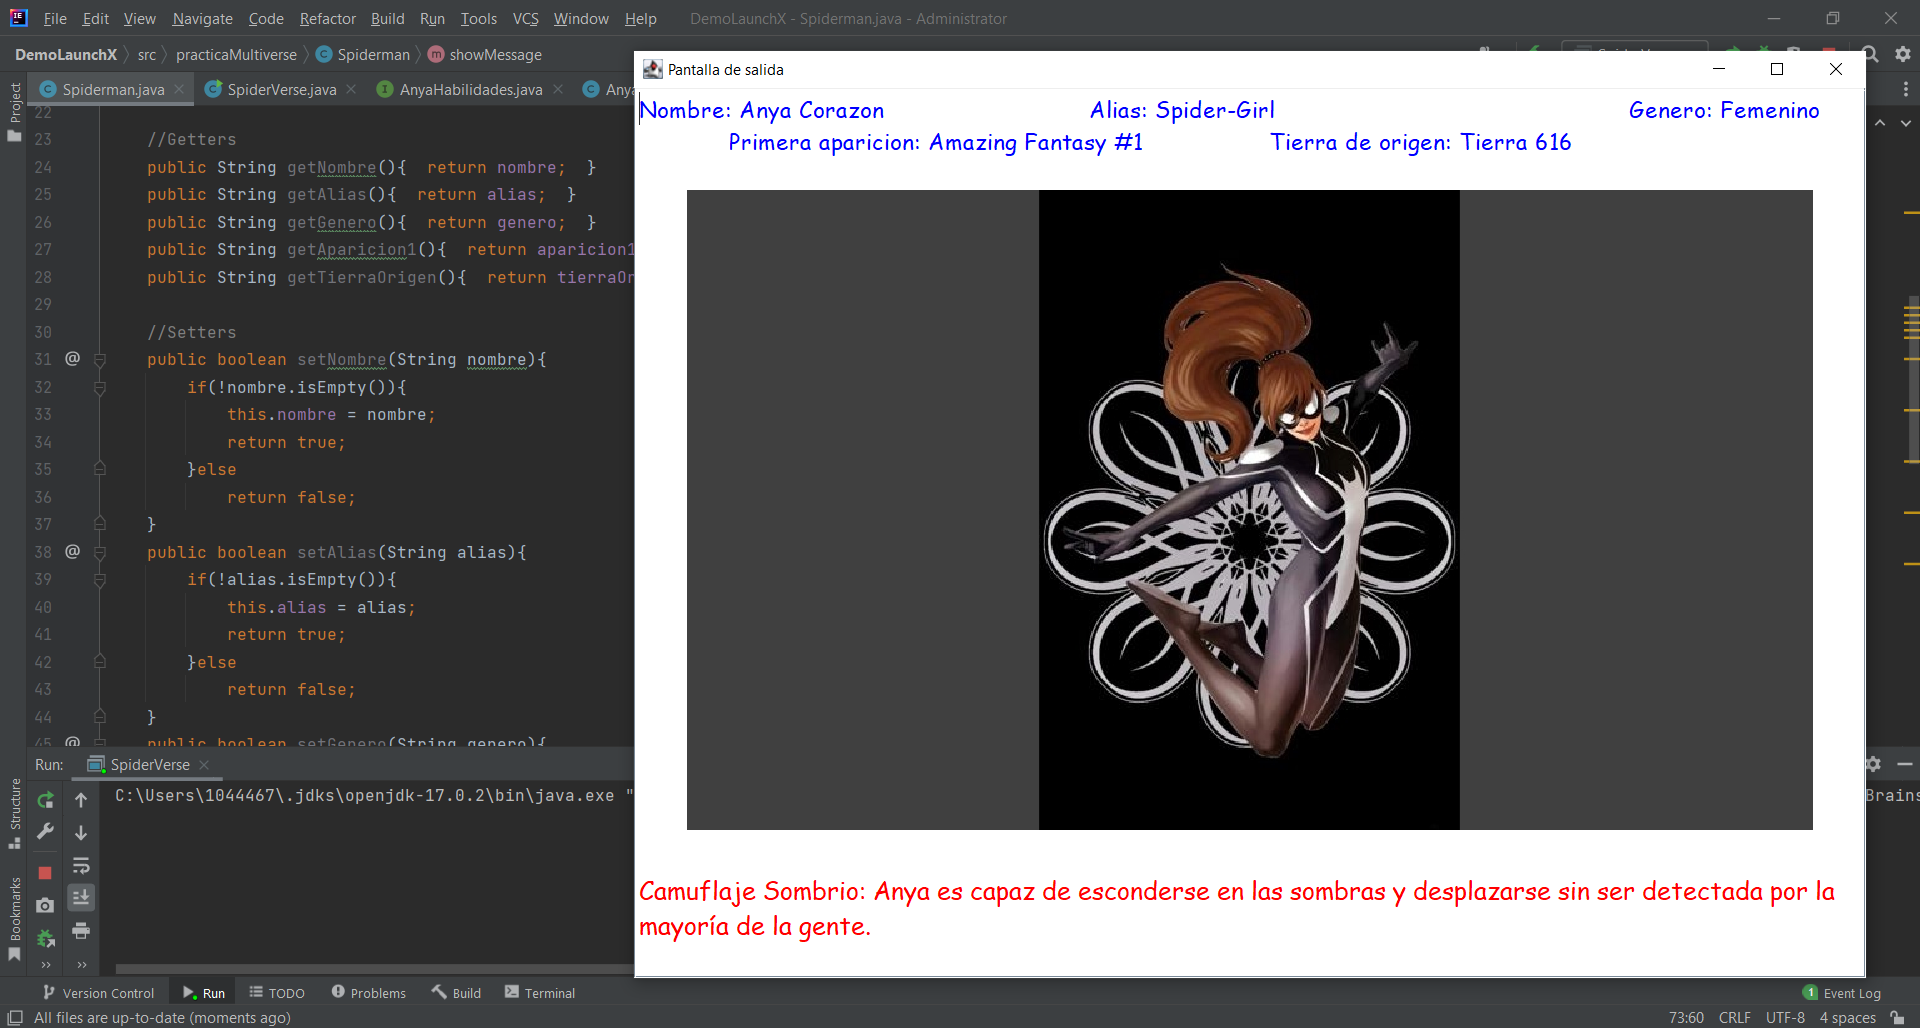 File Edit View Navigate Code Refactor Build Run Tools VCS Window Help DemoLaunchX - Spiderman.java - Administrator
DemoLaunchX src practicaMultiverse Spiderman showMessage
Spiderman.java SpiderVerse.java AnyaHabilidades.java Anya
Project
22
23 //Getters
24 public String getNombre(){ return nombre; }
25 public String getAlias(){ return alias; }
26 public String getGenero(){ return genero; }
27 public String getAparicion1(){ return aparicion1
28 public String getTierraOrigen(){ return tierraOr
29
30 //Setters
31 @ public boolean setNombre(String nombre){
32 if(!nombre.isEmpty()){
33 this.nombre = nombre;
34 return true;
35 }else
36 return false;
37 }
38 @ public boolean setAlias(String alias){
39 if(!alias.isEmpty()){
40 this.alias = alias;
41 return true;
42 }else
43 return false;
44 }
45 @ public boolean setGenero(String genero){
Pantalla de salida
Nombre: Anya Corazon Alias: Spider-Girl Genero: Femenino
Primera aparicion: Amazing Fantasy #1 Tierra de origen: Tierra 616
Camuflaje Sombrio: Anya es capaz de esconderse en las sombras y desplazarse sin ser detectada por la
mayoría de la gente.
Run: SpiderVerse
C:\Users\1044467\.jdks\openjdk-17.0.2\bin\java.exe "
Brains
Structure
Bookmarks
Version Control Run TODO Problems Build Terminal 1 Event Log
All files are up-to-date (moments ago) 73:60 CRLF UTF-8 4 spaces